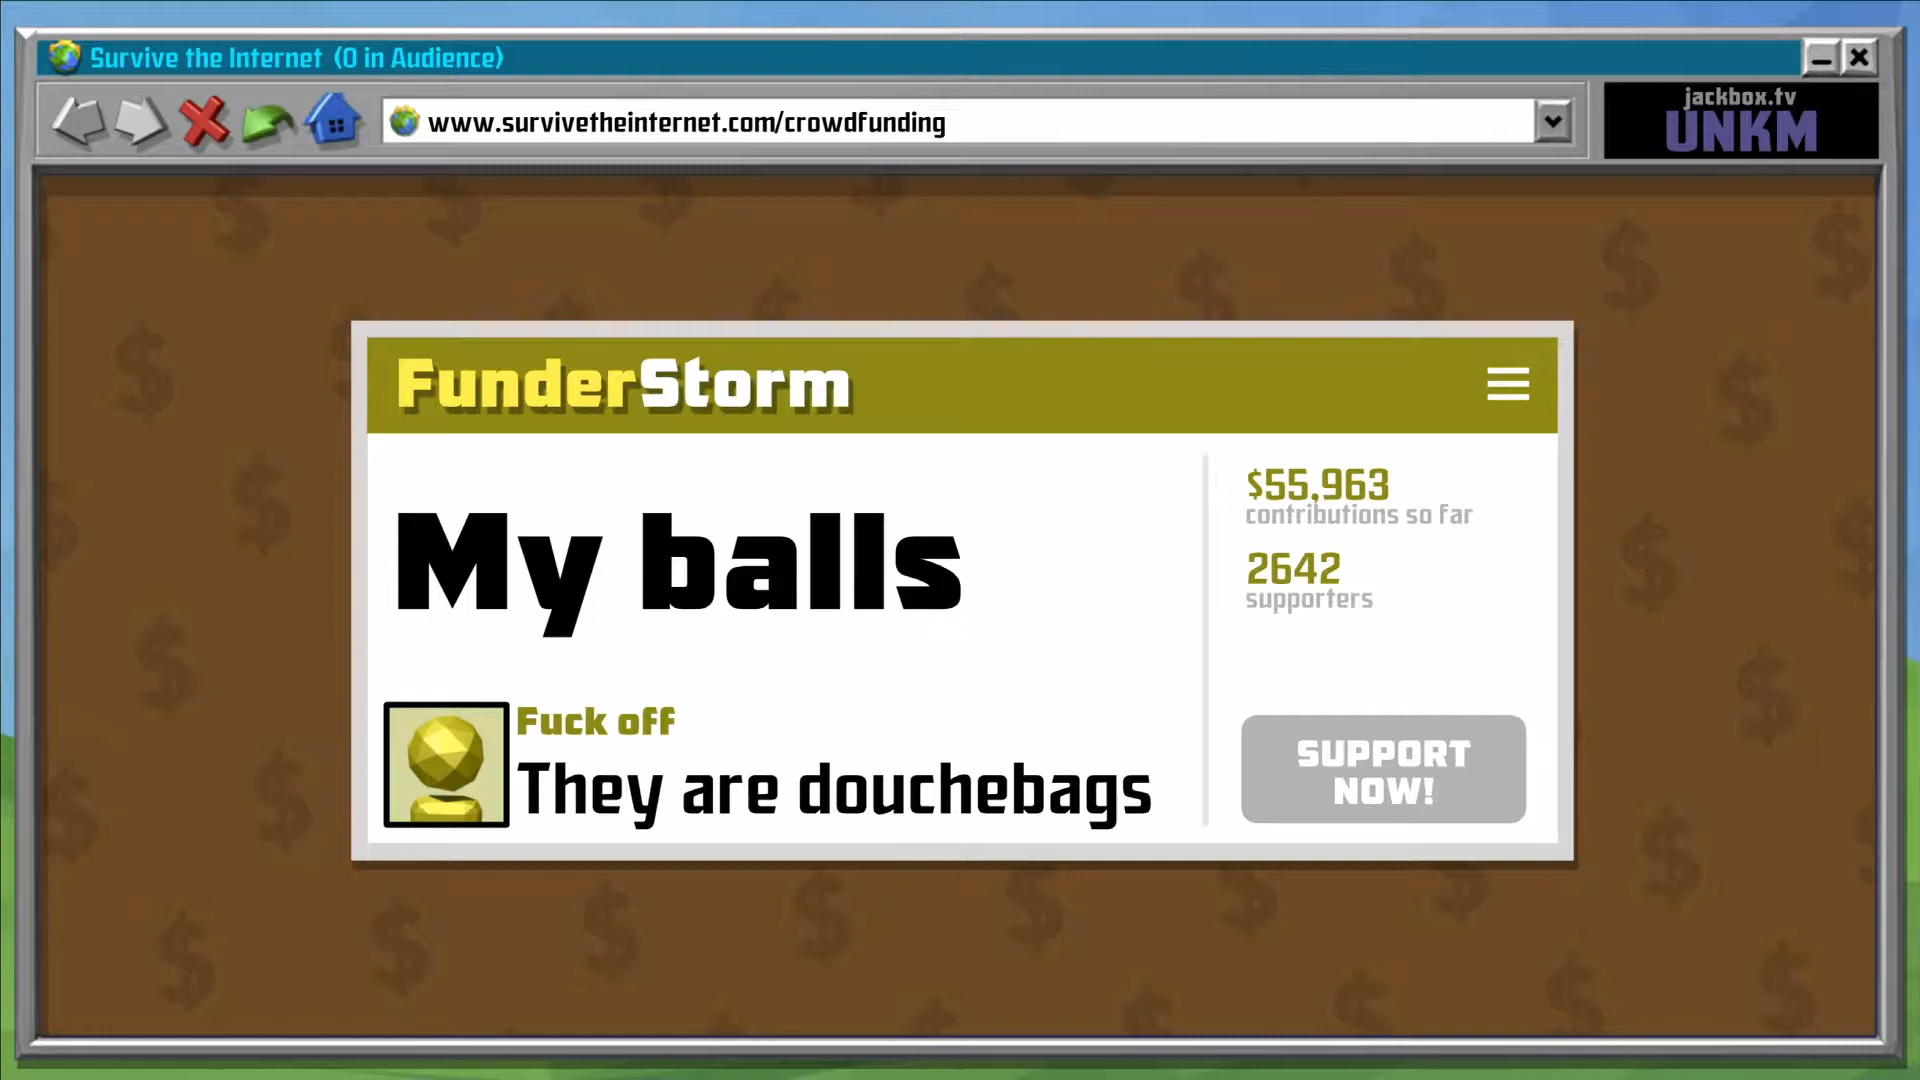 Survive the Internet (0 in Audience)
www.survivetheinternet.com/crowdfunding
jackbox.tv
UNKM
FunderStorm
My balls
$55,963
contributions so far
2642
supporters
Fuck off
They are douchebags
SUPPORT
NOW!